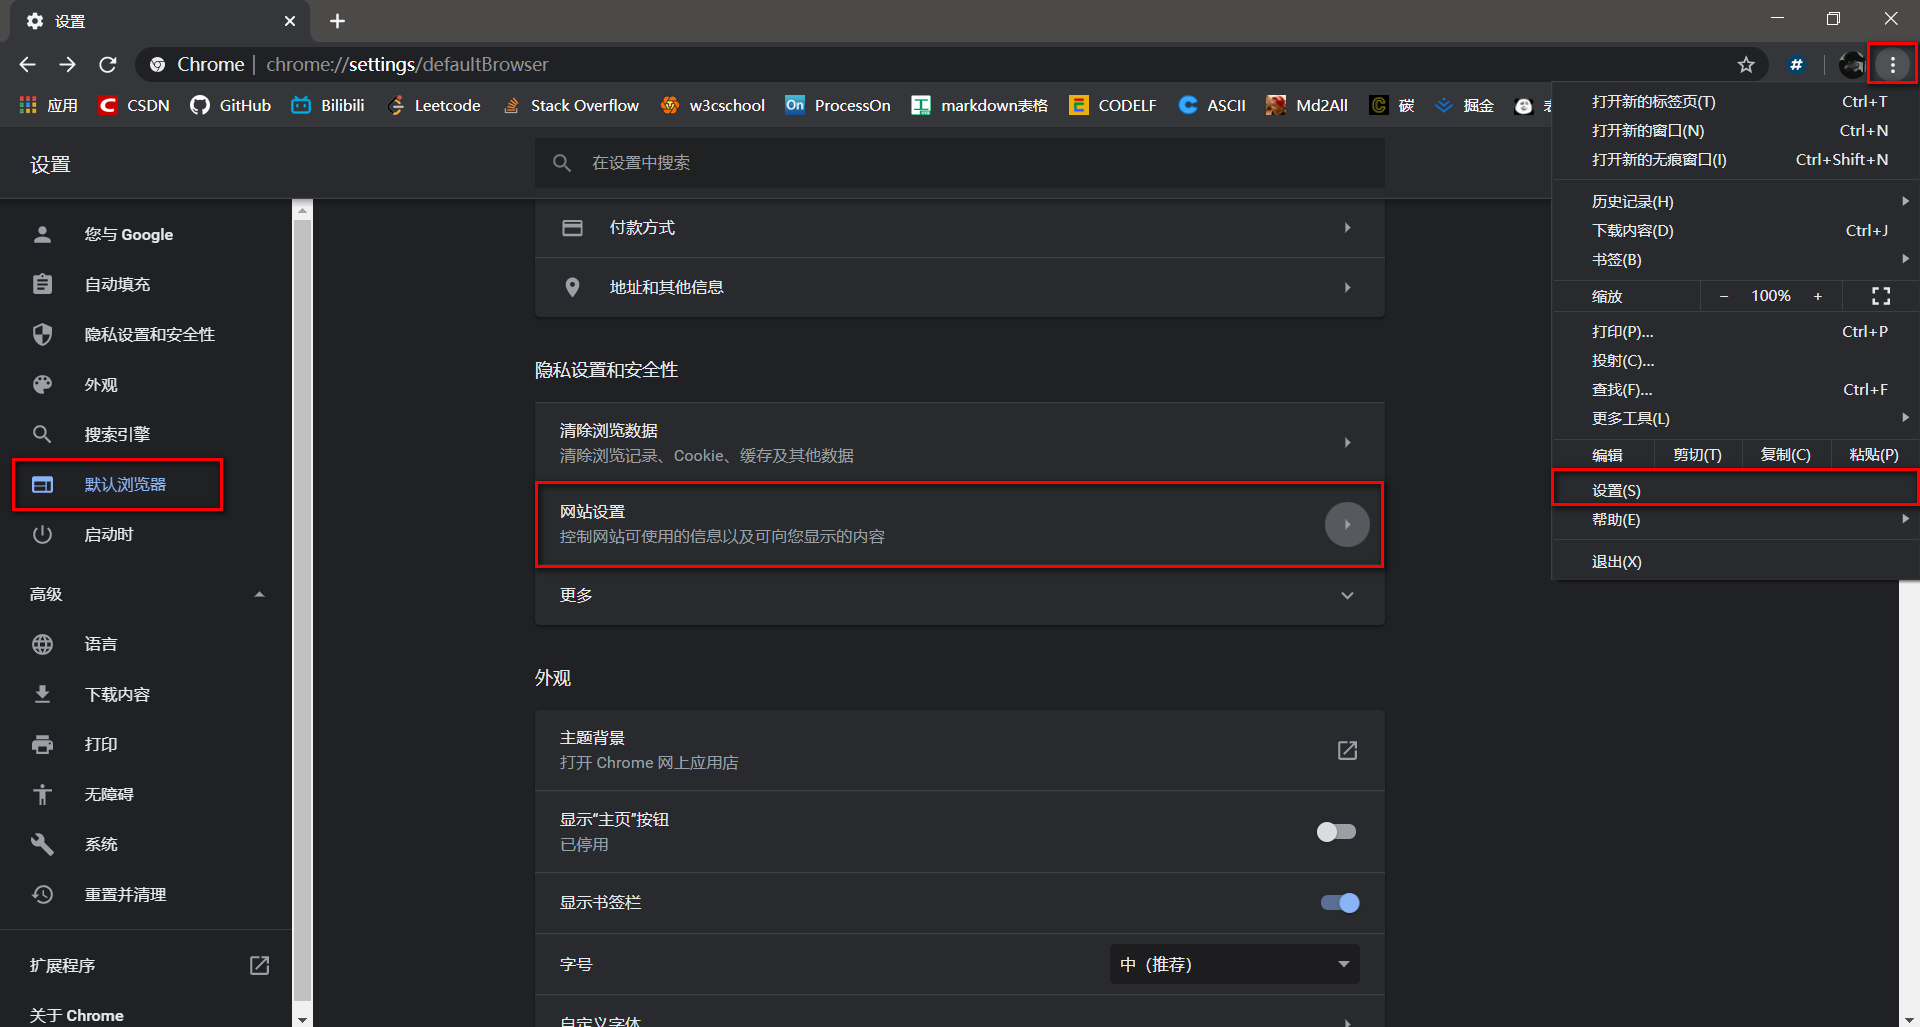 设置
Chrome | chrome://settings/defaultBrowser
#
应用 CSDN GitHub Bilibili Leetcode Stack Overflow w3cschool On ProcessOn markdown表格 CODELF ASCII Md2All 碳 掘金
设置
在设置中搜索
您与 Google
自动填充
隐私设置和安全性
外观
搜索引擎
默认浏览器
启动时
高级
语言
下载内容
打印
无障碍
系统
重置并清理
扩展程序
关于 Chrome
付款方式
地址和其他信息
隐私设置和安全性
清除浏览数据
清除浏览记录、Cookie、缓存及其他数据
网站设置
控制网站可使用的信息以及可向您显示的内容
更多
外观
主题背景
打开 Chrome 网上应用店
显示“主页”按钮
已停用
显示书签栏
字号 中（推荐）
自定义字体
打开新的标签页(T) Ctrl+T
打开新的窗口(N) Ctrl+N
打开新的无痕窗口(I) Ctrl+Shift+N
历史记录(H)
下载内容(D) Ctrl+J
书签(B)
缩放 − 100% +
打印(P)... Ctrl+P
投射(C)...
查找(F)... Ctrl+F
更多工具(L)
编辑 剪切(T) 复制(C) 粘贴(P)
设置(S)
帮助(E)
退出(X)